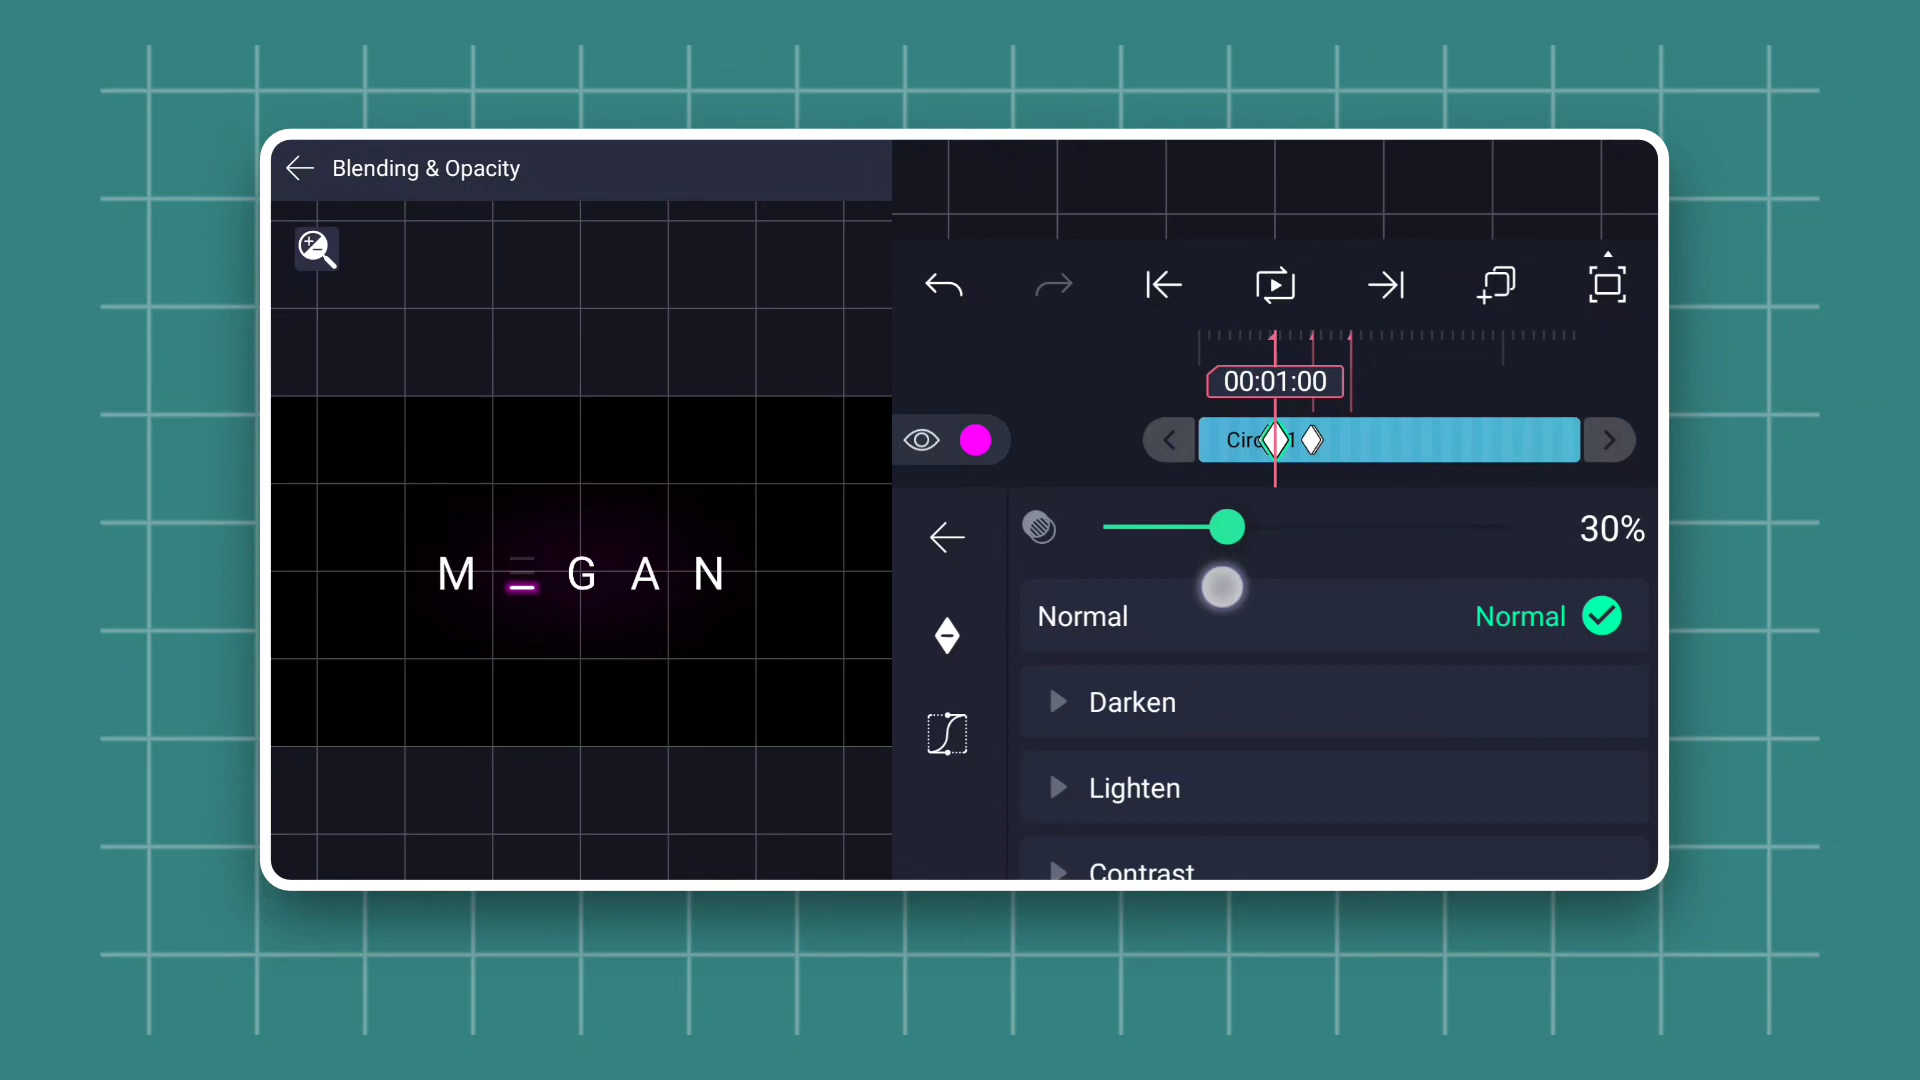 Blending & Opacity
00:01:00
Circ 1
30%
M Ξ G A N
Normal
Normal
Darken
Lighten
Contrast